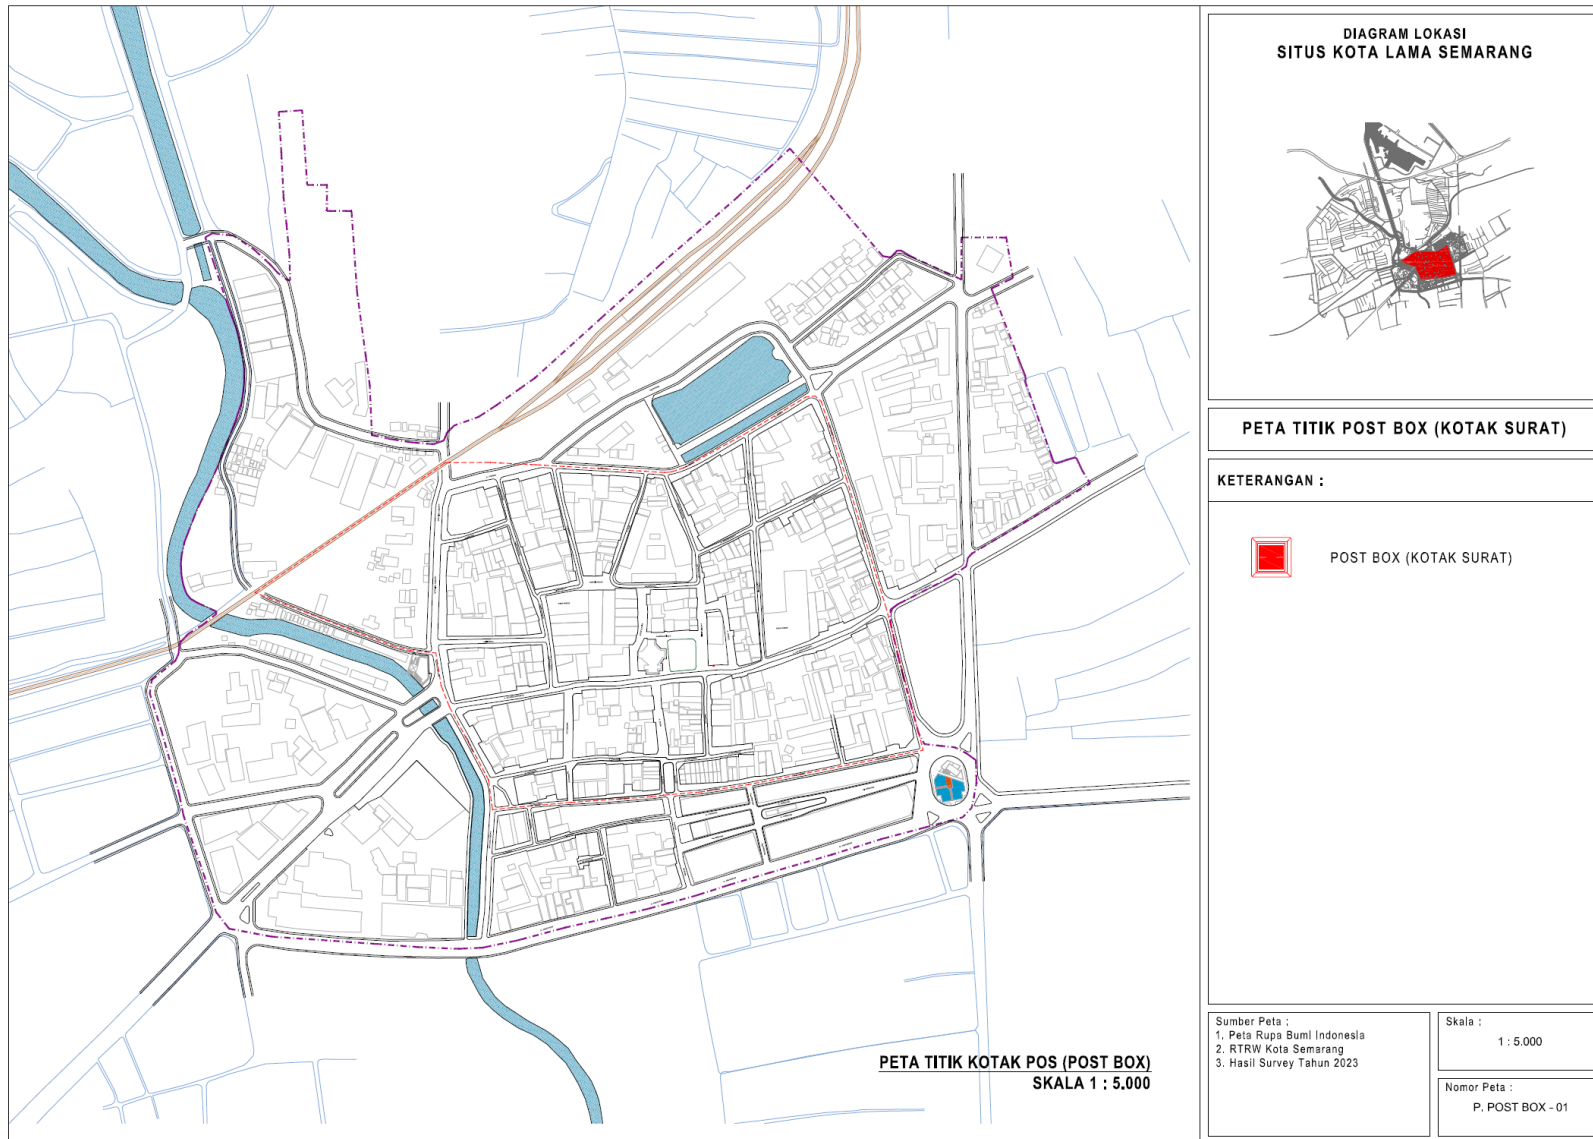 DIAGRAM LOKASI
SITUS KOTA LAMA SEMARANG
PETA TITIK POST BOX (KOTAK SURAT)
KETERANGAN :
POST BOX (KOTAK SURAT)
PETA TITIK KOTAK POS (POST BOX)
SKALA 1 : 5.000
Sumber Peta :
1. Peta Rupa Bumi Indonesia
2. RTRW Kota Semarang
3. Hasil Survey Tahun 2023
Skala :
1 : 5.000
Nomor Peta :
P. POST BOX - 01